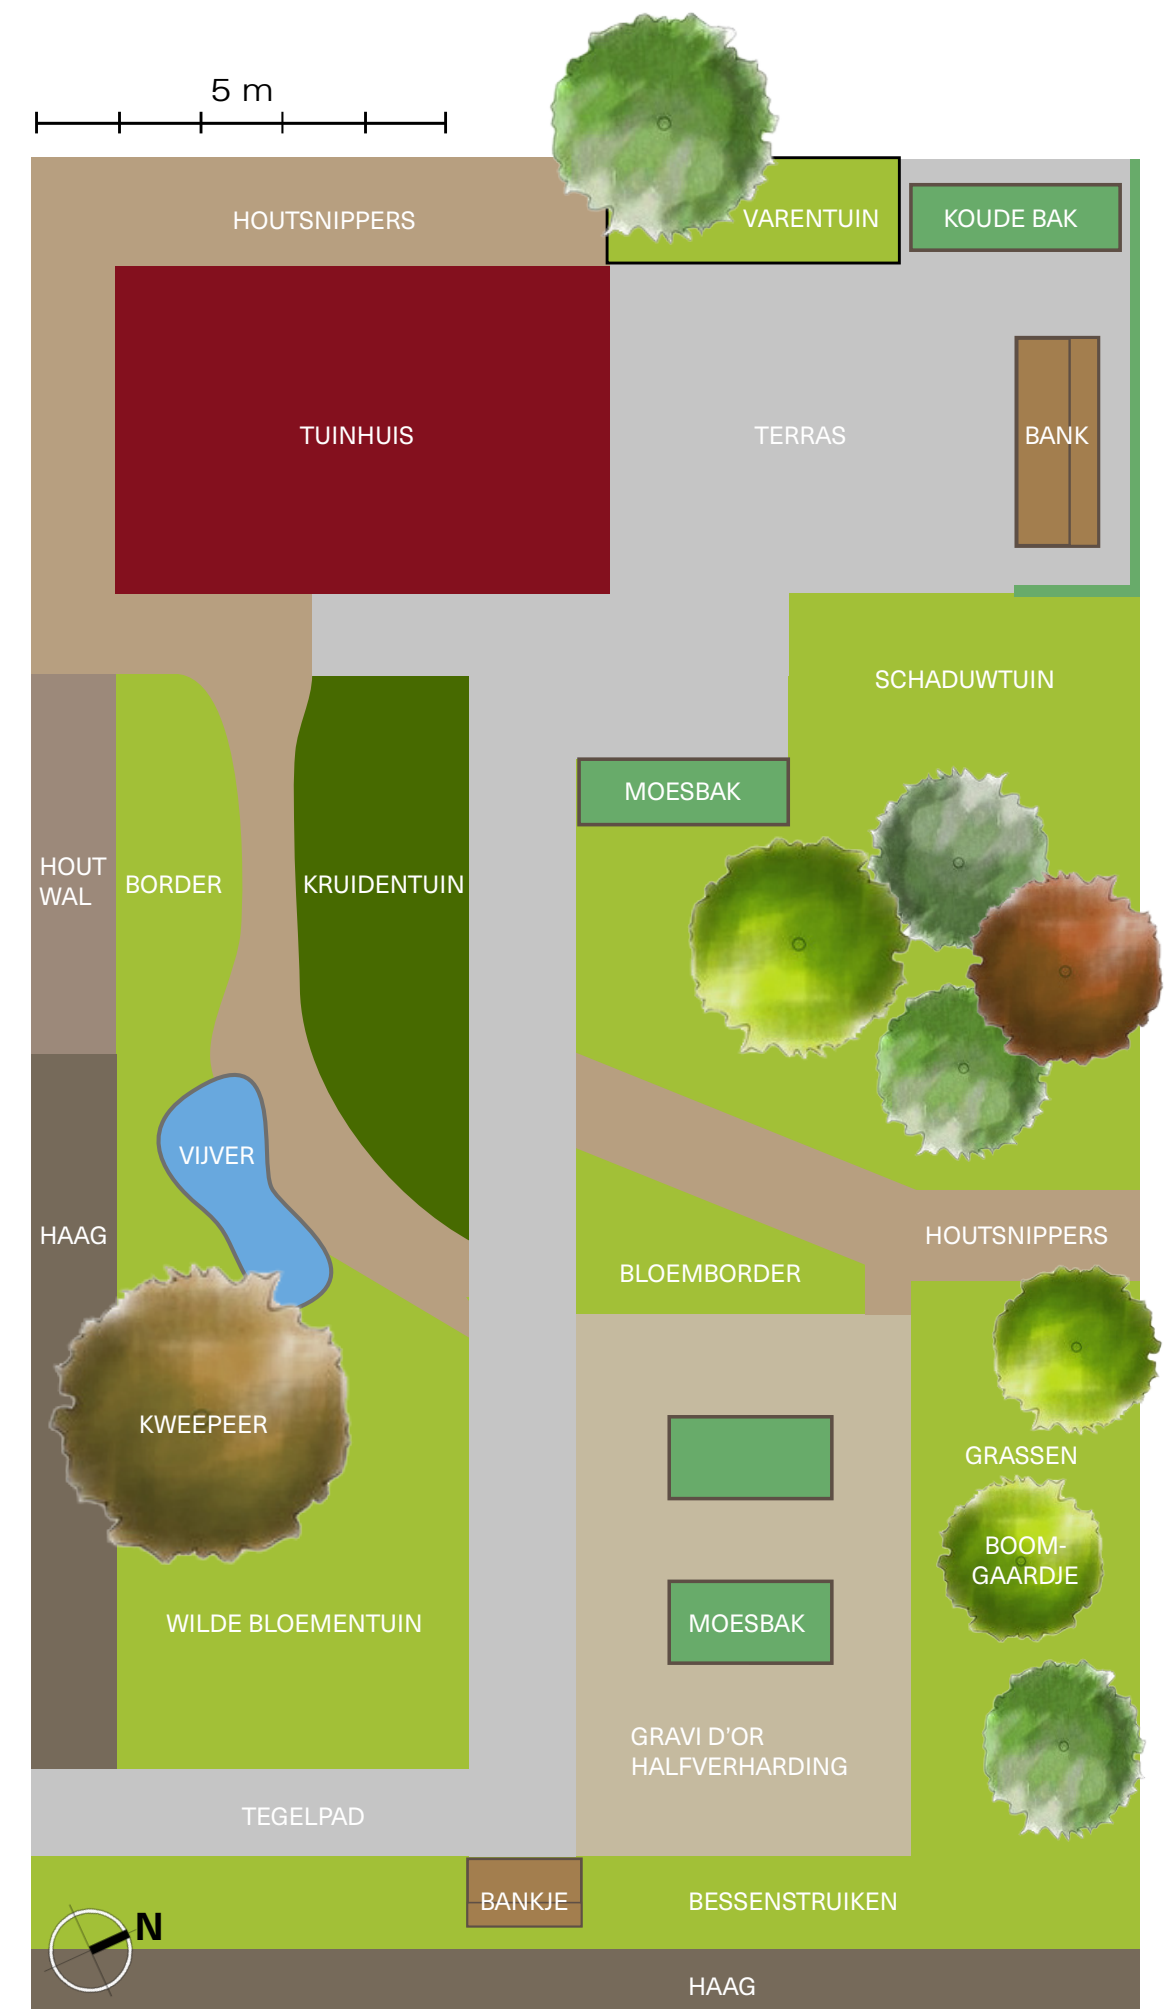 5 m
HOUTSNIPPERS
VARENTUIN
KOUDE BAK
TUINHUIS
TERRAS
BANK
SCHADUWTUIN
MOESBAK
HOUT
WAL
BORDER
KRUIDENTUIN
VIJVER
HAAG
HOUTSNIPPERS
BLOEMBORDER
KWEEPEER
GRASSEN
BOOM-
GAARDJE
WILDE BLOEMENTUIN
MOESBAK
GRAVI D'OR
HALFVERHARDING
TEGELPAD
BANKJE
BESSENSTRUIKEN
N
HAAG